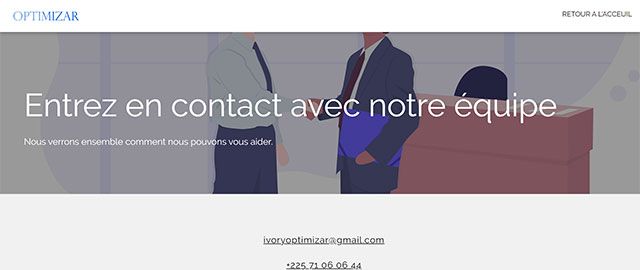 OPTIMIZAR
RETOUR A L'ACCEUIL
Entrez en contact avec notre équipe
Nous verrons ensemble comment nous pouvons vous aider.
ivoryoptimizar@gmail.com
+225 71 06 06 44